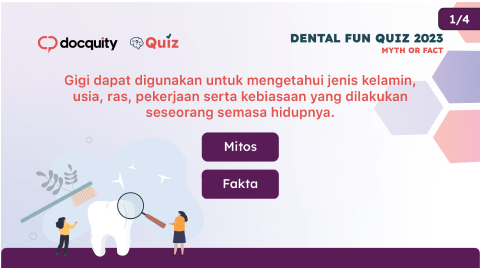 1/4
docquity Quiz
DENTAL FUN QUIZ 2023
MYTH OR FACT
Gigi dapat digunakan untuk mengetahui jenis kelamin,
usia, ras, pekerjaan serta kebiasaan yang dilakukan
seseorang semasa hidupnya.
Mitos
Fakta